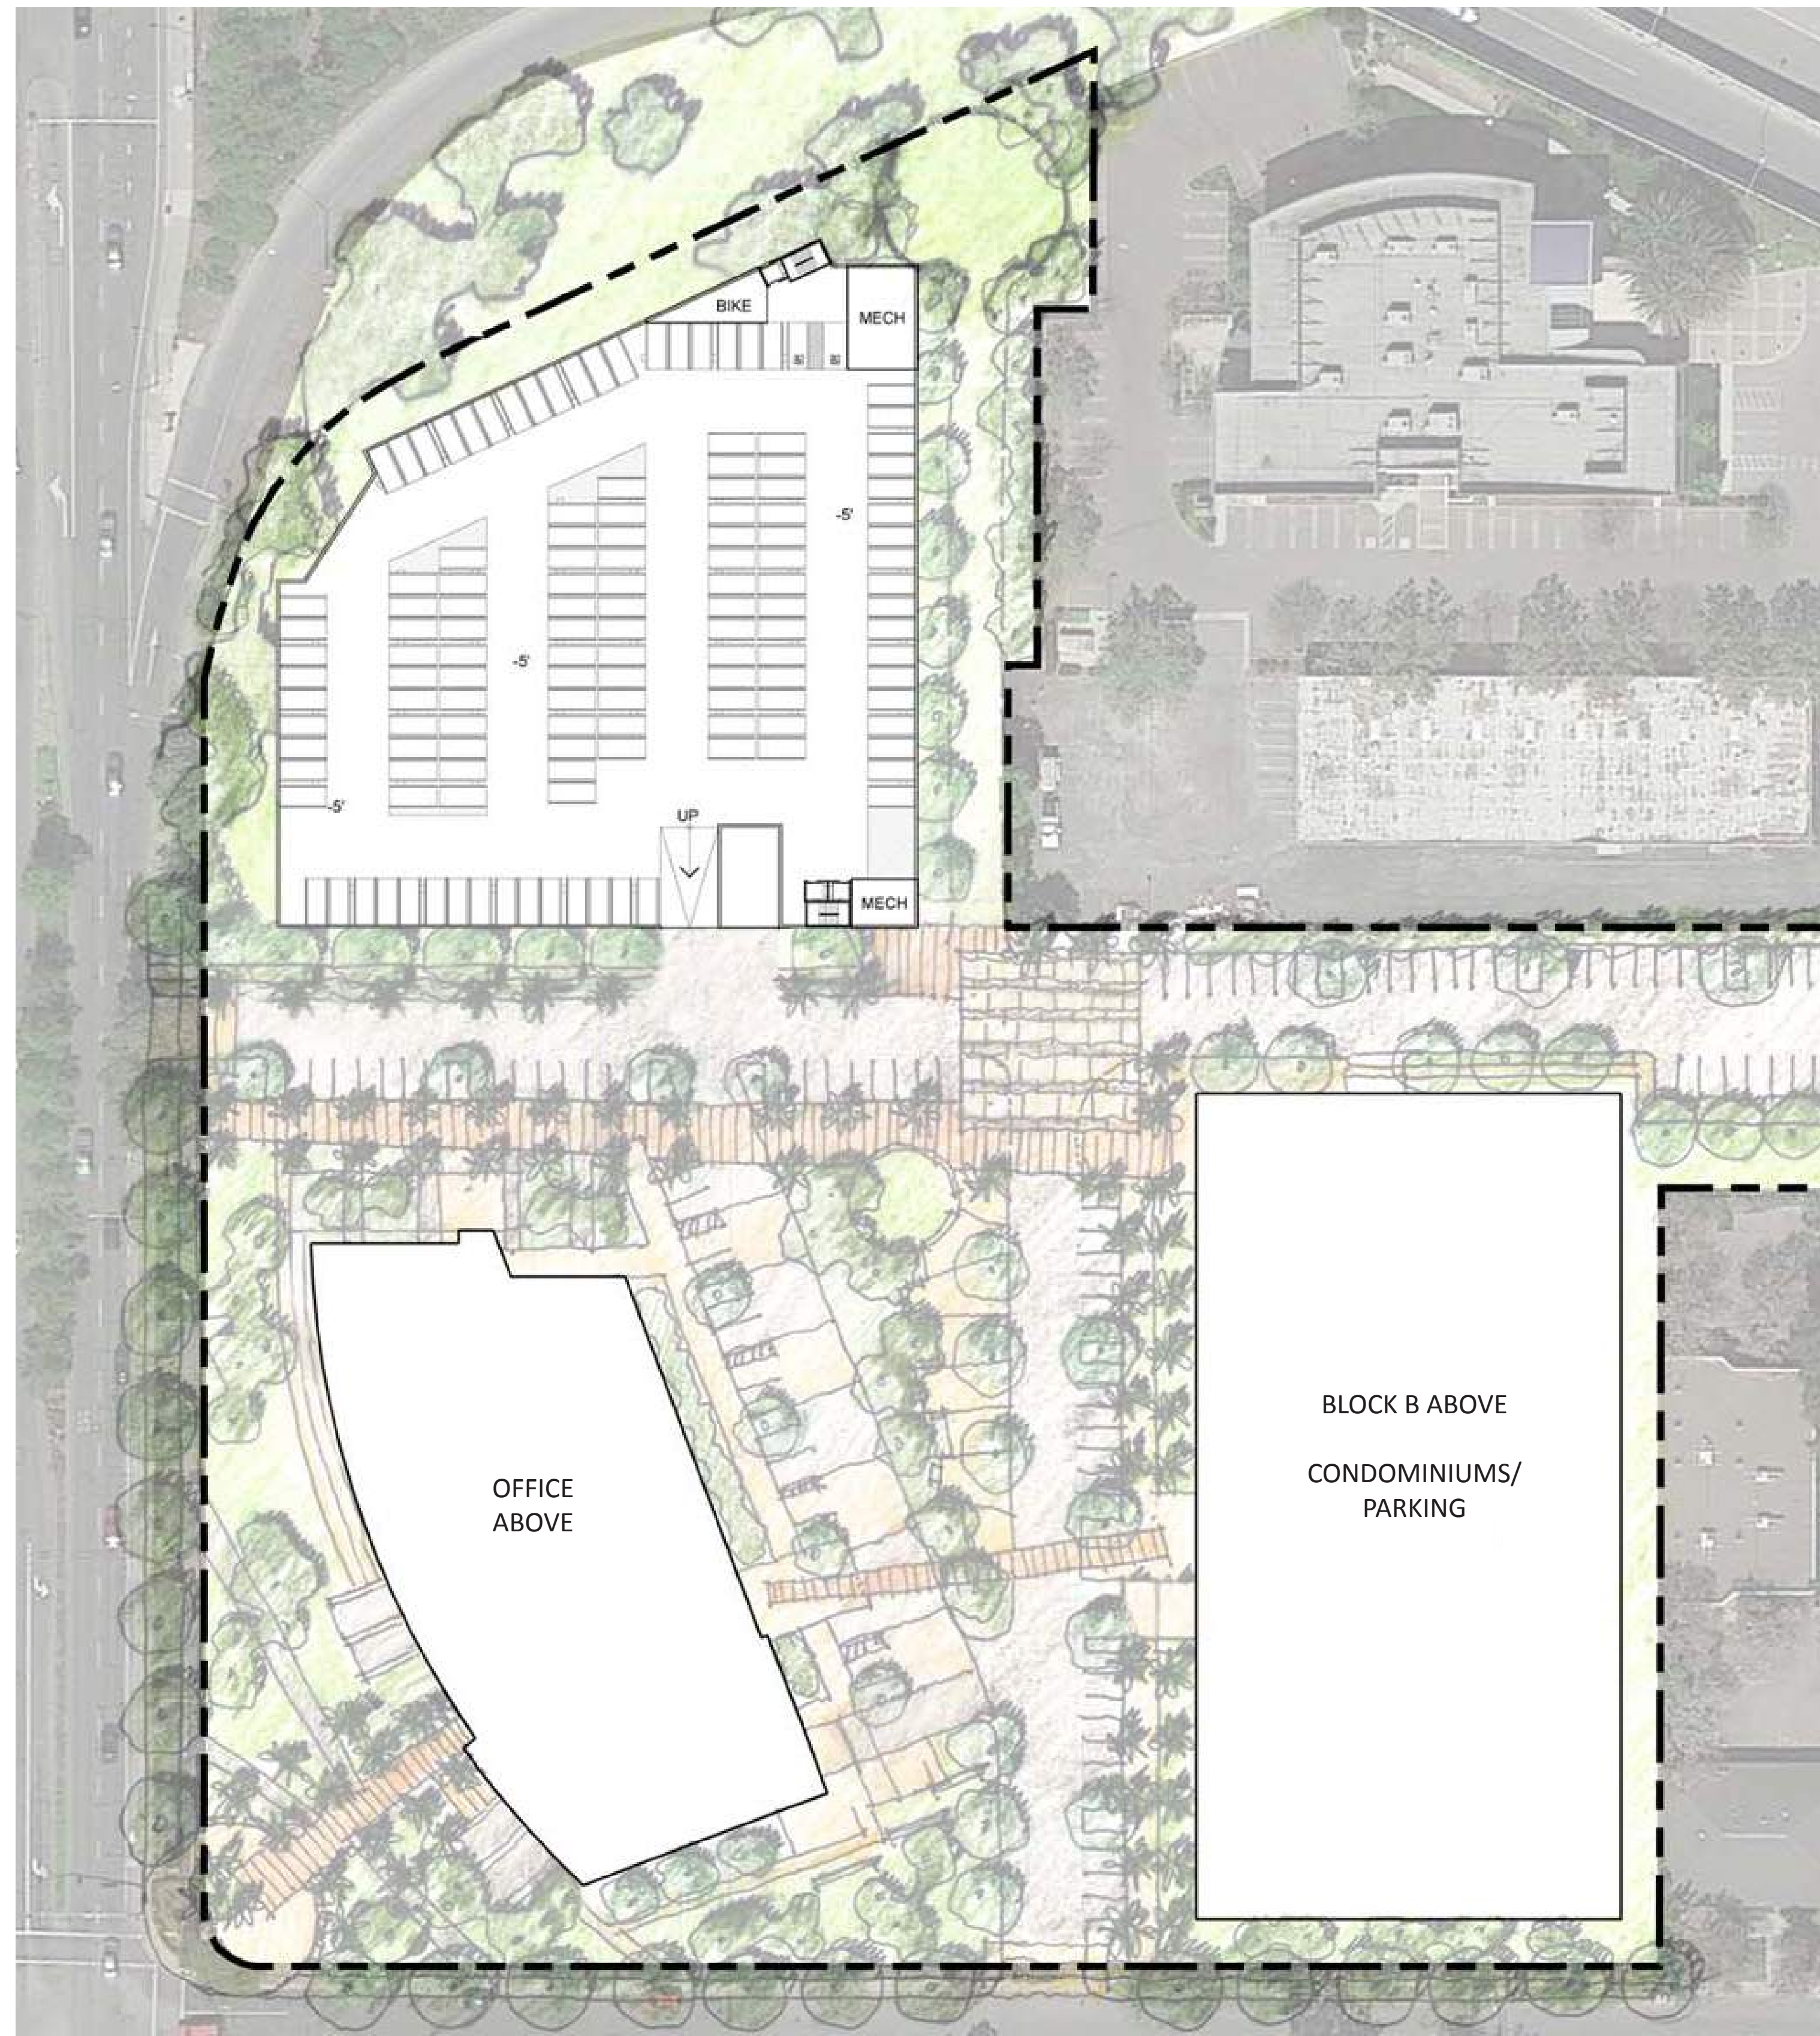 BIKE
MECH
-5'
-5'
-5'
UP
MECH
OFFICE
ABOVE
BLOCK B ABOVE
CONDOMINIUMS/
PARKING